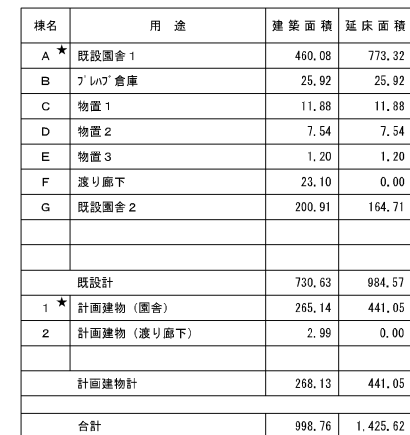 棟名 用途 建築面積 延床面積
A ★ 既設園舎1 460.08 773.32
B プレハブ倉庫 25.92 25.92
C 物置1 11.88 11.88
D 物置2 7.54 7.54
E 物置3 1.20 1.20
F 渡り廊下 23.10 0.00
G 既設園舎2 200.91 164.71
既設計 730.63 984.57
1 ★ 計画建物(園舎) 265.14 441.05
2 計画建物(渡り廊下) 2.99 0.00
計画建物計 268.13 441.05
合計 998.76 1,425.62